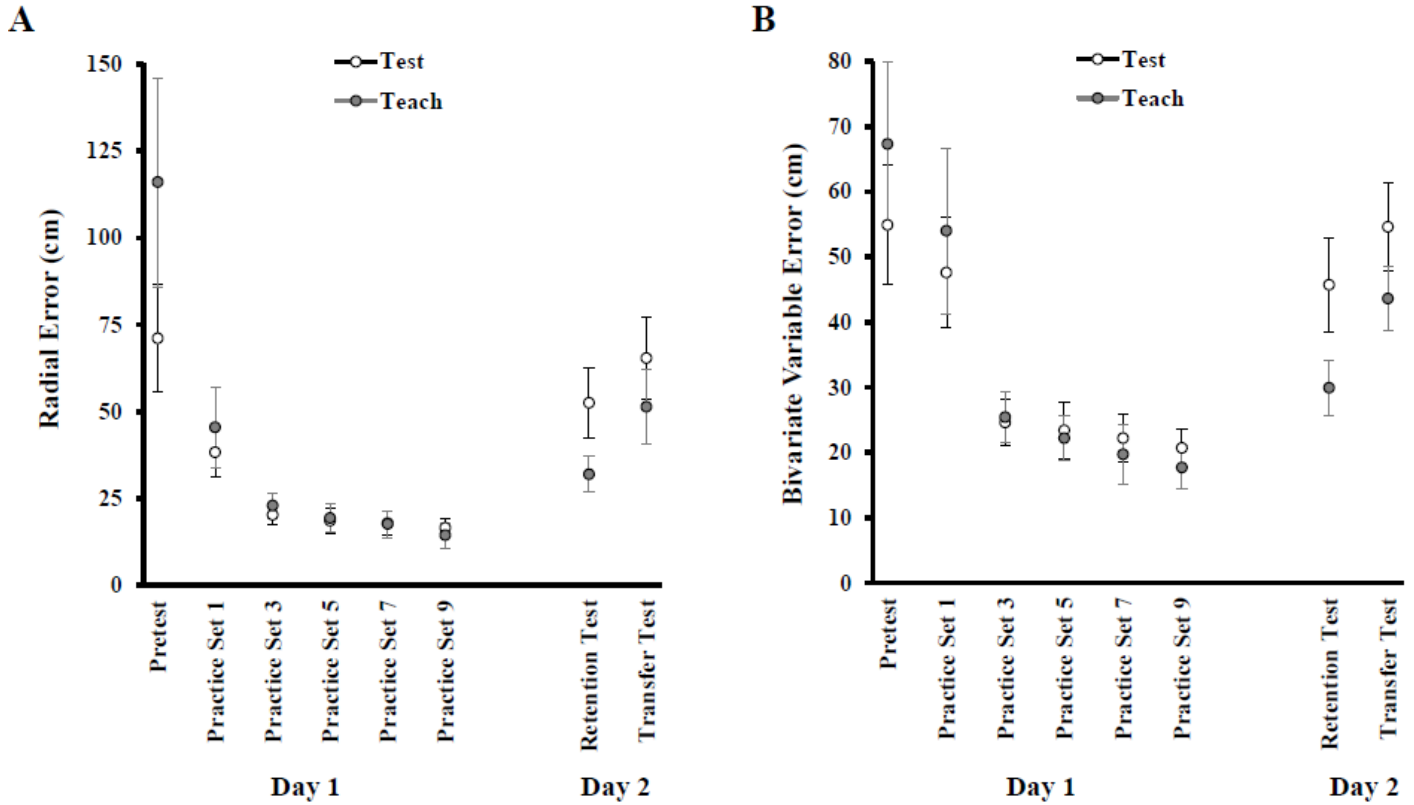 A
Radial Error (cm)
150
125
100
75
50
25
0
Test
Teach
Pretest
Practice Set 1
Practice Set 3
Practice Set 5
Practice Set 7
Practice Set 9
Retention Test
Transfer Test
Day 1
Day 2
B
Bivariate Variable Error (cm)
80
70
60
50
40
30
20
10
0
Test
Teach
Pretest
Practice Set 1
Practice Set 3
Practice Set 5
Practice Set 7
Practice Set 9
Retention Test
Transfer Test
Day 1
Day 2